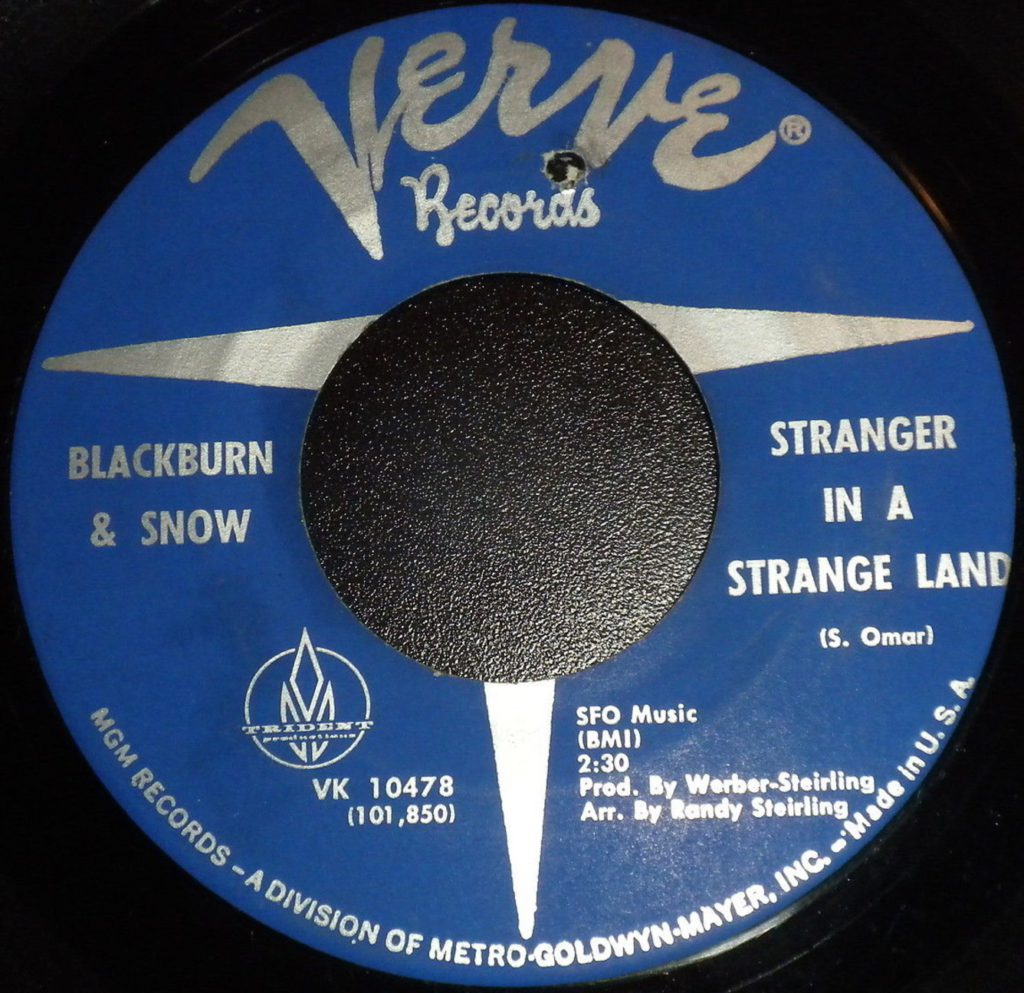 Verve®
Records
BLACKBURN
& SNOW
STRANGER
IN A
STRANGE LAND
(S. Omar)
TRIDENT
productions
VK 10478
(101,850)
SFO Music
(BMI)
2:30
Prod. By Werber-Steirling
Arr. By Randy Steirling
MGM RECORDS - A DIVISION OF METRO-GOLDWYN-MAYER, INC. - Made in U. S. A.